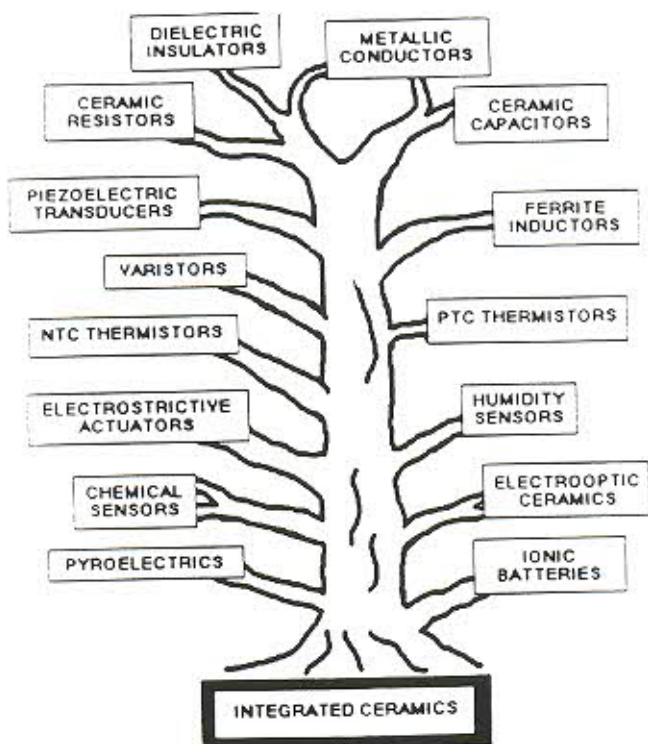 DIELECTRIC
INSULATORS
METALLIC
CONDUCTORS
CERAMIC
RESISTORS
CERAMIC
CAPACITORS
PIEZOELECTRIC
TRANSDUCERS
FERRITE
INDUCTORS
VARISTORS
NTC THERMISTORS
PTC THERMISTORS
ELECTROSTRICTIVE
ACTUATORS
HUMIDITY
SENSORS
CHEMICAL
SENSORS
ELECTROOPTIC
CERAMICS
PYROELECTRICS
IONIC
BATTERIES
INTEGRATED CERAMICS